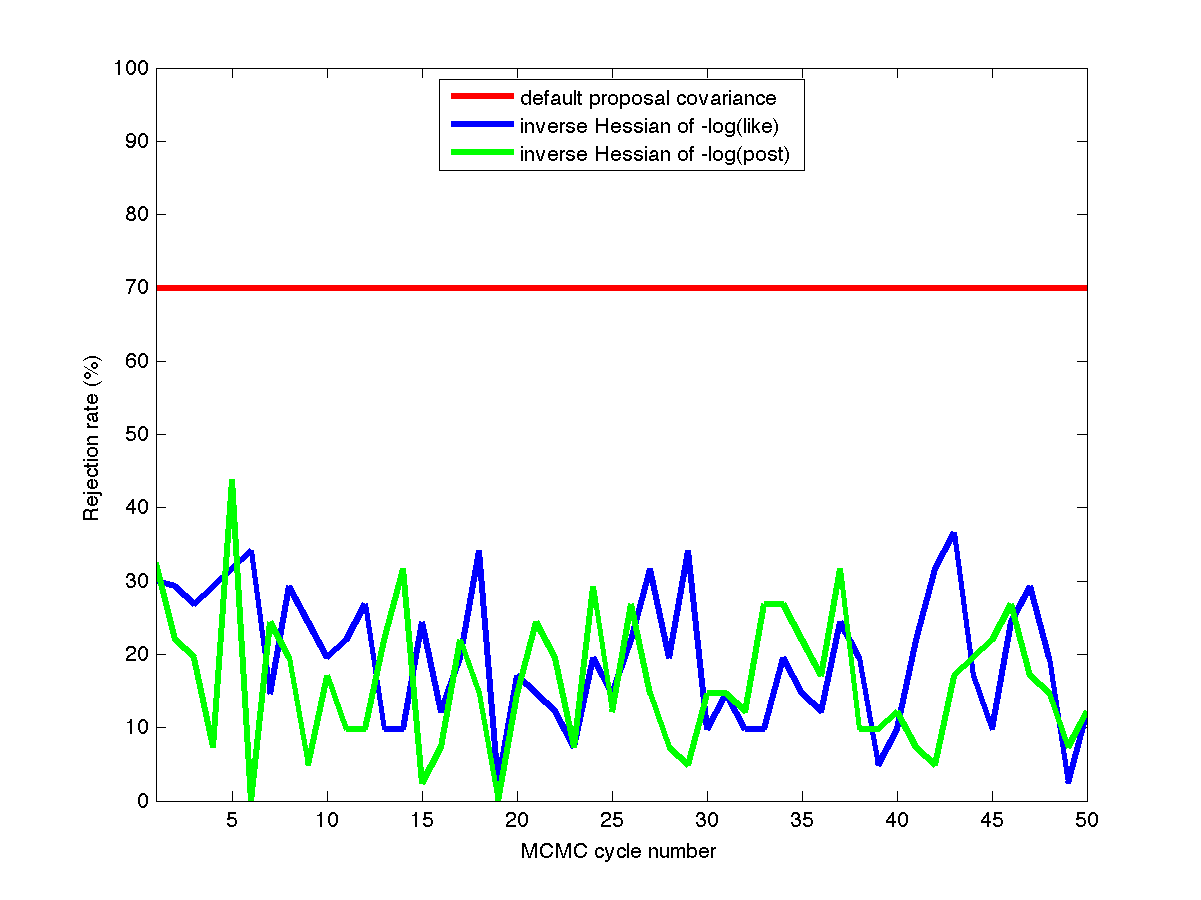 100
90
80
70
60
50
40
30
20
10
0
default proposal covariance
inverse Hessian of -log(like)
inverse Hessian of -log(post)
Rejection rate (%)
5 10 15 20 25 30 35 40 45 50
MCMC cycle number